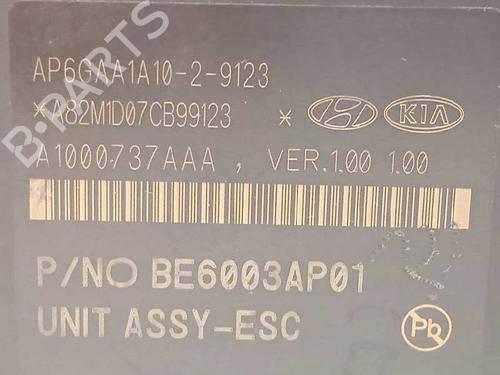 B-PARTS
AP6GAA1A10-2-9123
*A82M1D07CB99123 *
KIA
A1000737AAA , VER.1.00 1.00
P/NO BE6003AP01
UNIT ASSY-ESC
Pb